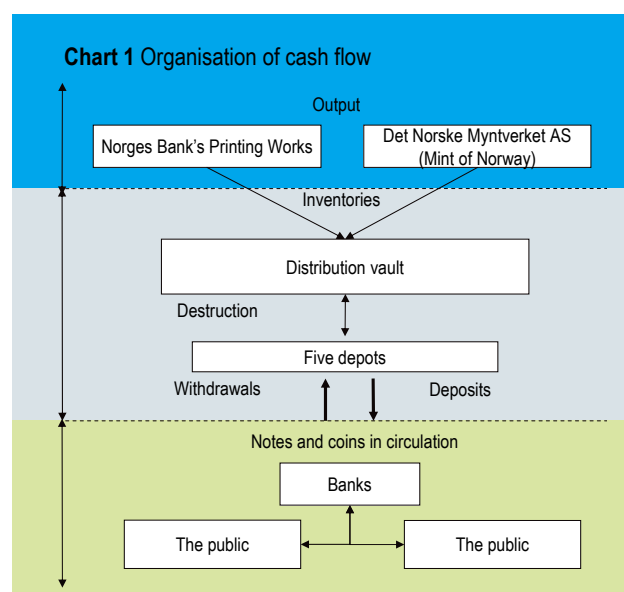 Chart 1 Organisation of cash flow
Output
Norges Bank's Printing Works
Det Norske Myntverket AS
(Mint of Norway)
Inventories
Distribution vault
Destruction
Five depots
Withdrawals
Deposits
Notes and coins in circulation
Banks
The public
The public